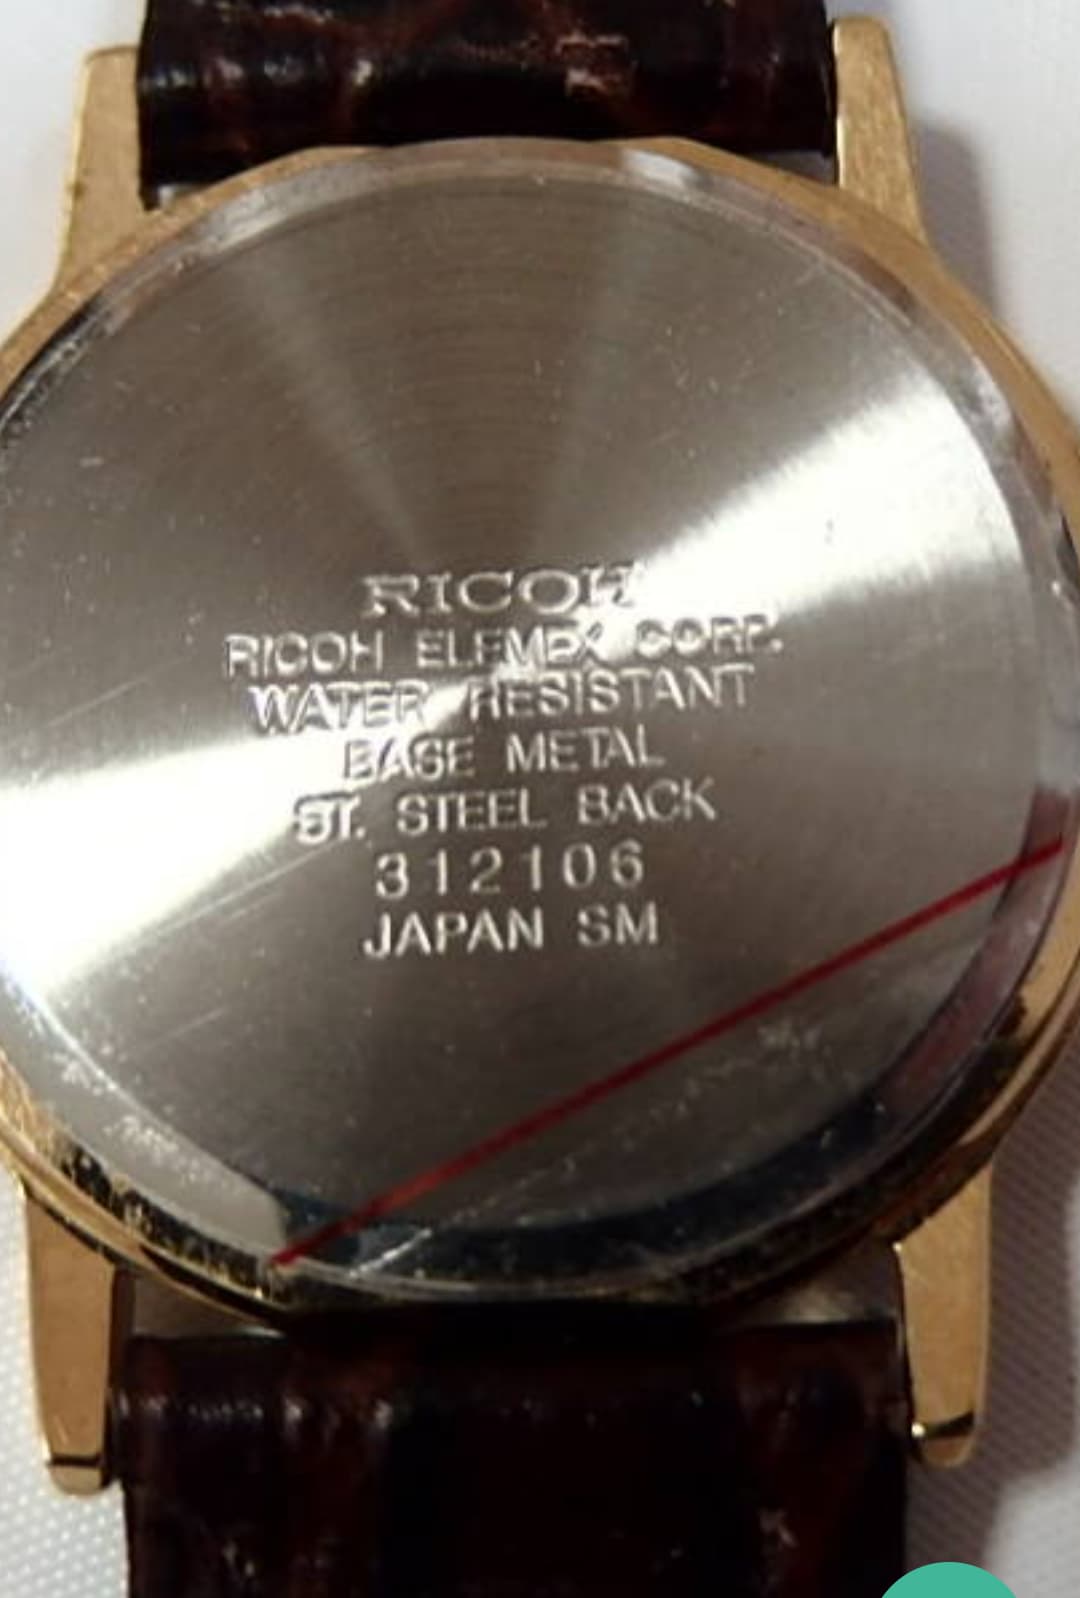 RICOH
RICOH ELEMEX CORP.
WATER RESISTANT
BASE METAL
ST. STEEL BACK
312106
JAPAN SM